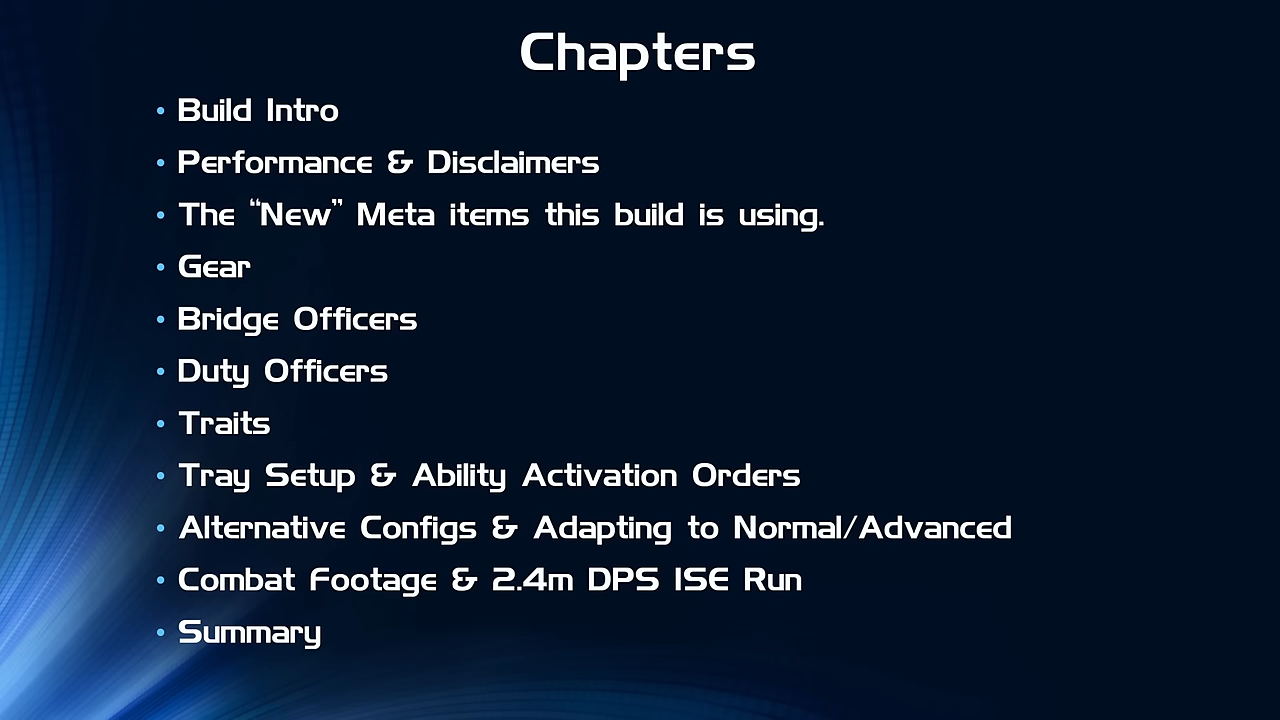 Chapters
• Build Intro
• Performance & Disclaimers
• The “New” Meta items this build is using.
• Gear
• Bridge Officers
• Duty Officers
• Traits
• Tray Setup & Ability Activation Orders
• Alternative Configs & Adapting to Normal/Advanced
• Combat Footage & 2.4m DPS ISE Run
• Summary